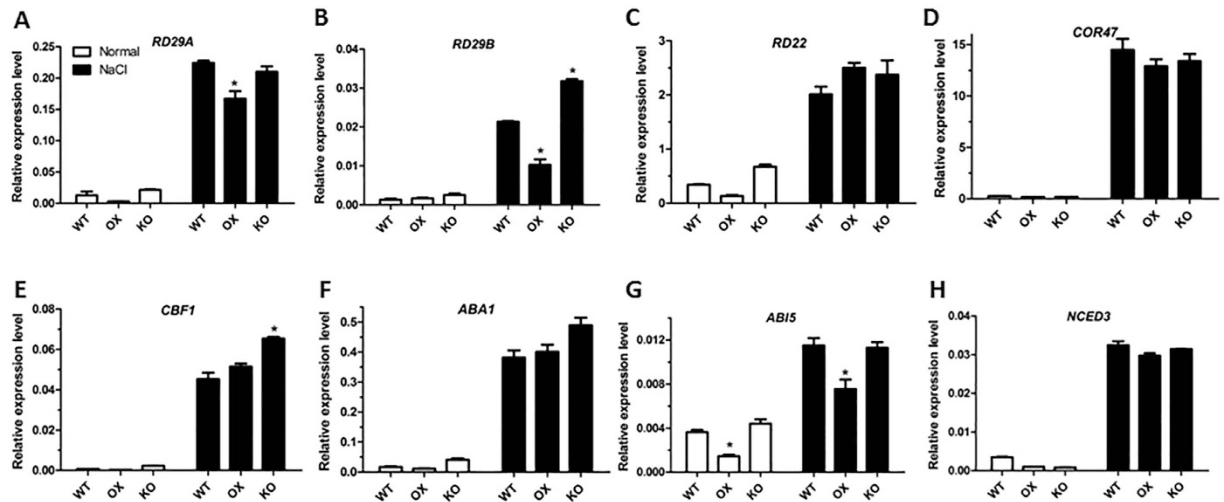 A
RD29A
Normal
NaCl
Relative expression level
0.25
0.20
0.15
0.10
0.05
0.00
*
WT OX KO WT OX KO
B
RD29B
Relative expression level
0.04
0.03
0.02
0.01
0.00
* *
WT OX KO WT OX KO
C
RD22
Relative expression level
3
2
1
0
WT OX KO WT OX KO
D
COR47
Relative expression level
15
10
5
0
WT OX KO WT OX KO
E
CBF1
Relative expression level
0.08
0.06
0.04
0.02
0.00
*
WT OX KO WT OX KO
F
ABA1
Relative expression level
0.5
0.4
0.3
0.2
0.1
0.0
WT OX KO WT OX KO
G
ABI5
Relative expression level
0.012
0.008
0.004
0.000
* *
WT OX KO WT OX KO
H
NCED3
Relative expression level
0.04
0.03
0.02
0.01
0.00
WT OX KO WT OX KO